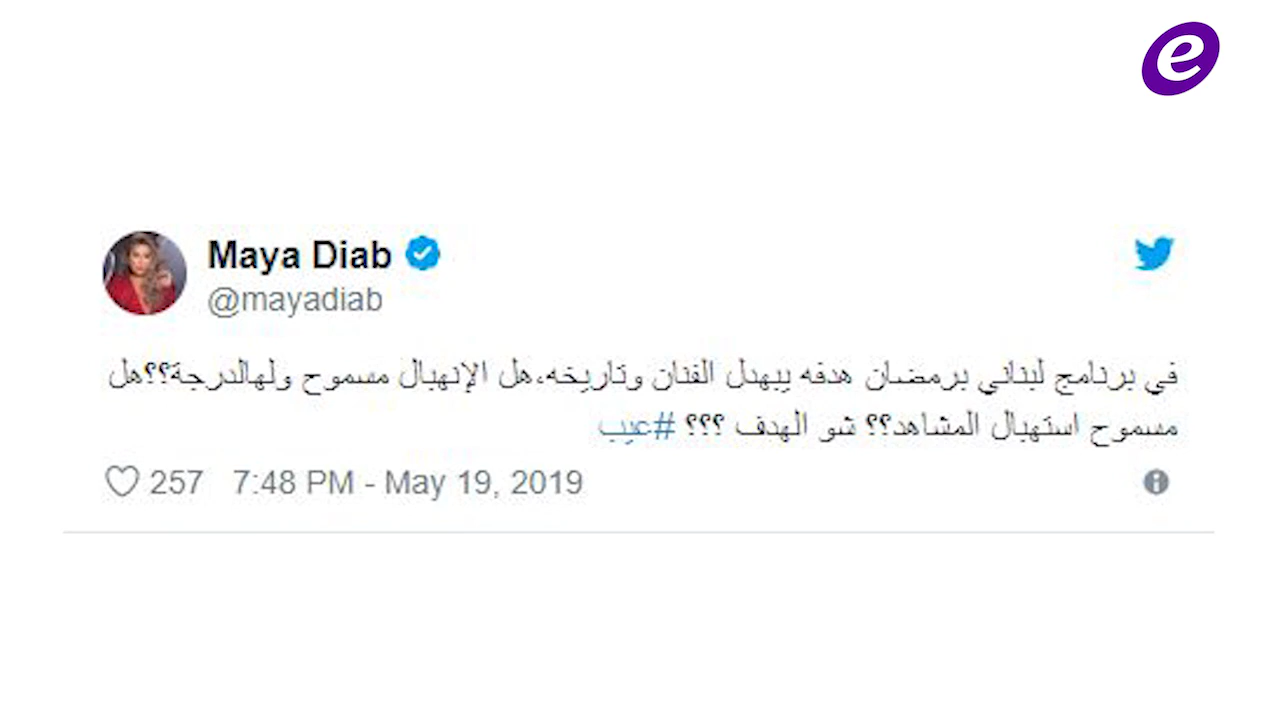 e
Maya Diab
@mayadiab
في برنامج لبناني برمضان هدفه يبهدل الفنان وتاريخه،هل الإنهبال مسموح ولهالدرجة؟؟هل
مسموح استهبال المشاهد؟؟ شو الهدف ؟؟؟ #عيب
257 7:48 PM - May 19, 2019